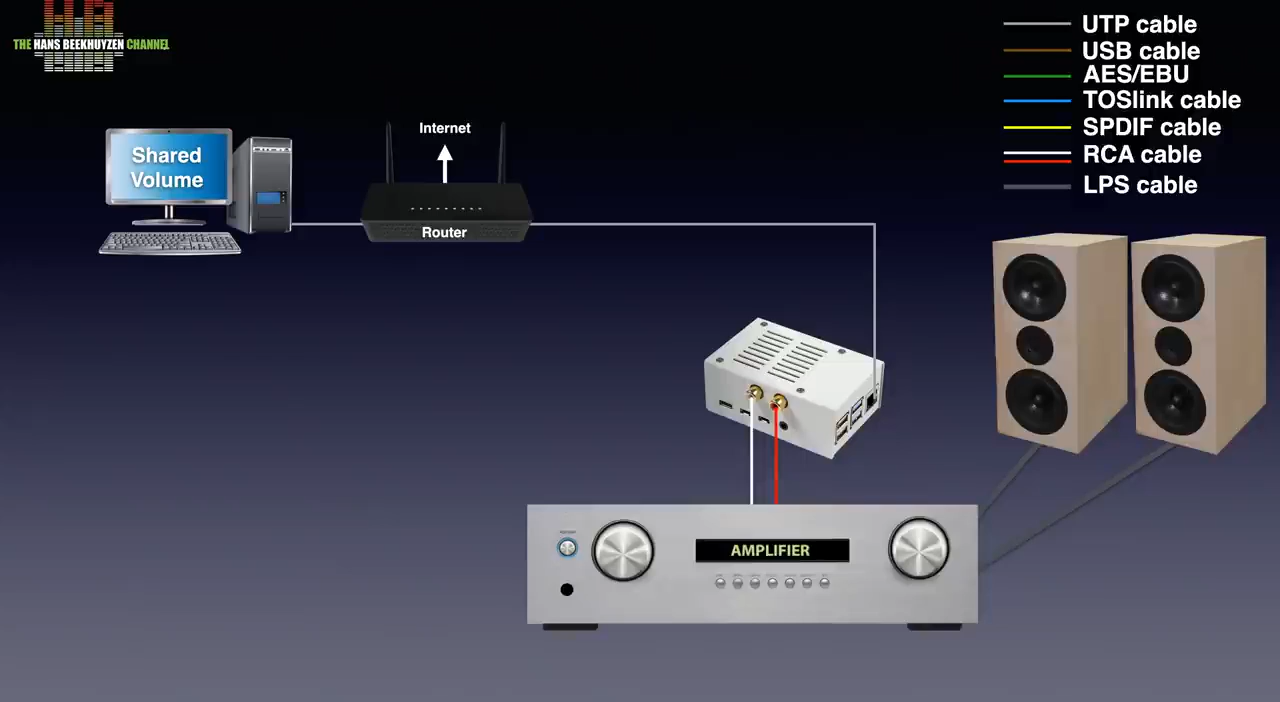 THE HANS BEEKHUYZEN CHANNEL
UTP cable
USB cable
AES/EBU
TOSlink cable
SPDIF cable
RCA cable
LPS cable
Internet
Shared
Volume
Router
AMPLIFIER